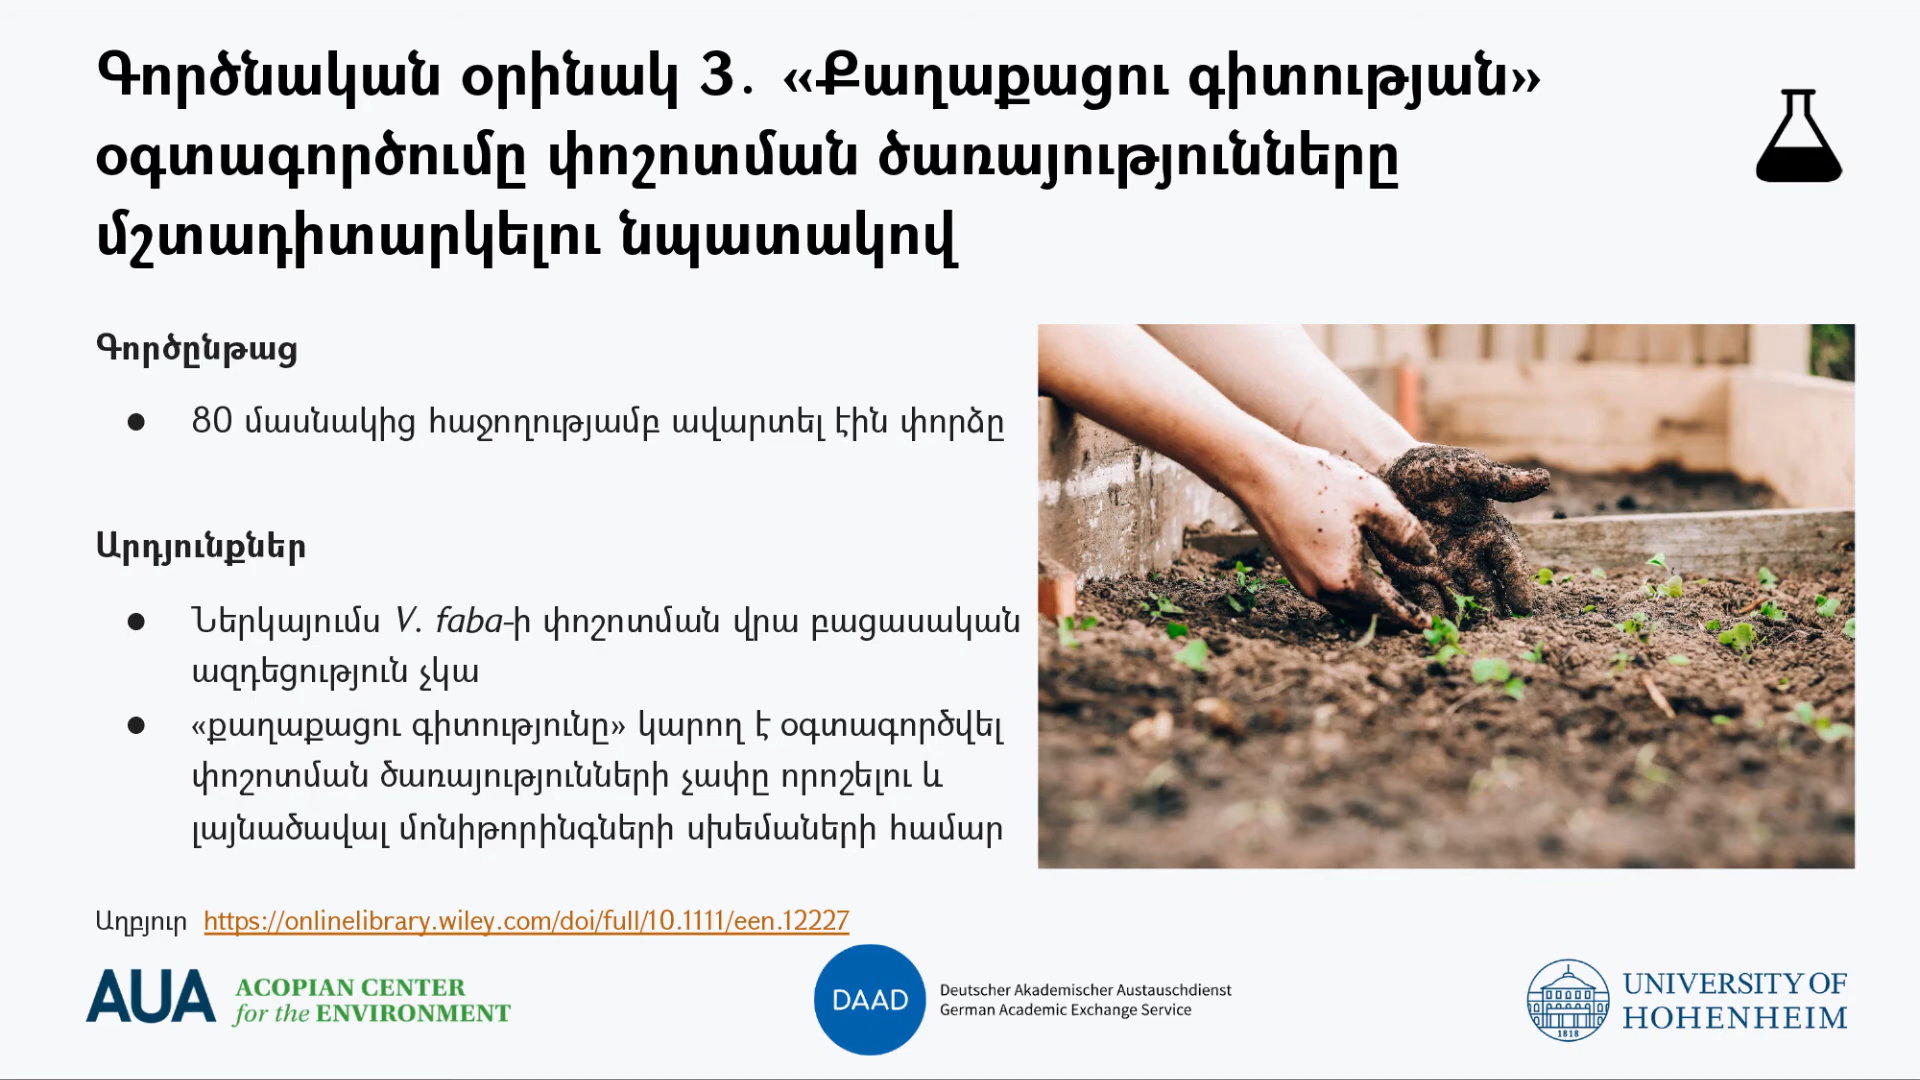 Գործնական օրինակ 3. «Քաղաքացու գիտության»
օգտագործումը փոշոտման ծառայությունները
մշտադիտարկելու նպատակով
Գործընթաց
● 80 մասնակից հաջողությամբ ավարտել էին փորձը
Արդյունքներ
● Ներկայումս V. faba-ի փոշոտման վրա բացասական
ազդեցություն չկա
● «քաղաքացու գիտությունը» կարող է օգտագործվել
փոշոտման ծառայությունների չափը որոշելու և
լայնածավալ մոնիթորինգների սխեմաների համար
Աղբյուր https://onlinelibrary.wiley.com/doi/full/10.1111/een.12227
AUA ACOPIAN CENTER
for the ENVIRONMENT
DAAD Deutscher Akademischer Austauschdienst
German Academic Exchange Service
1818
UNIVERSITY OF
HOHENHEIM